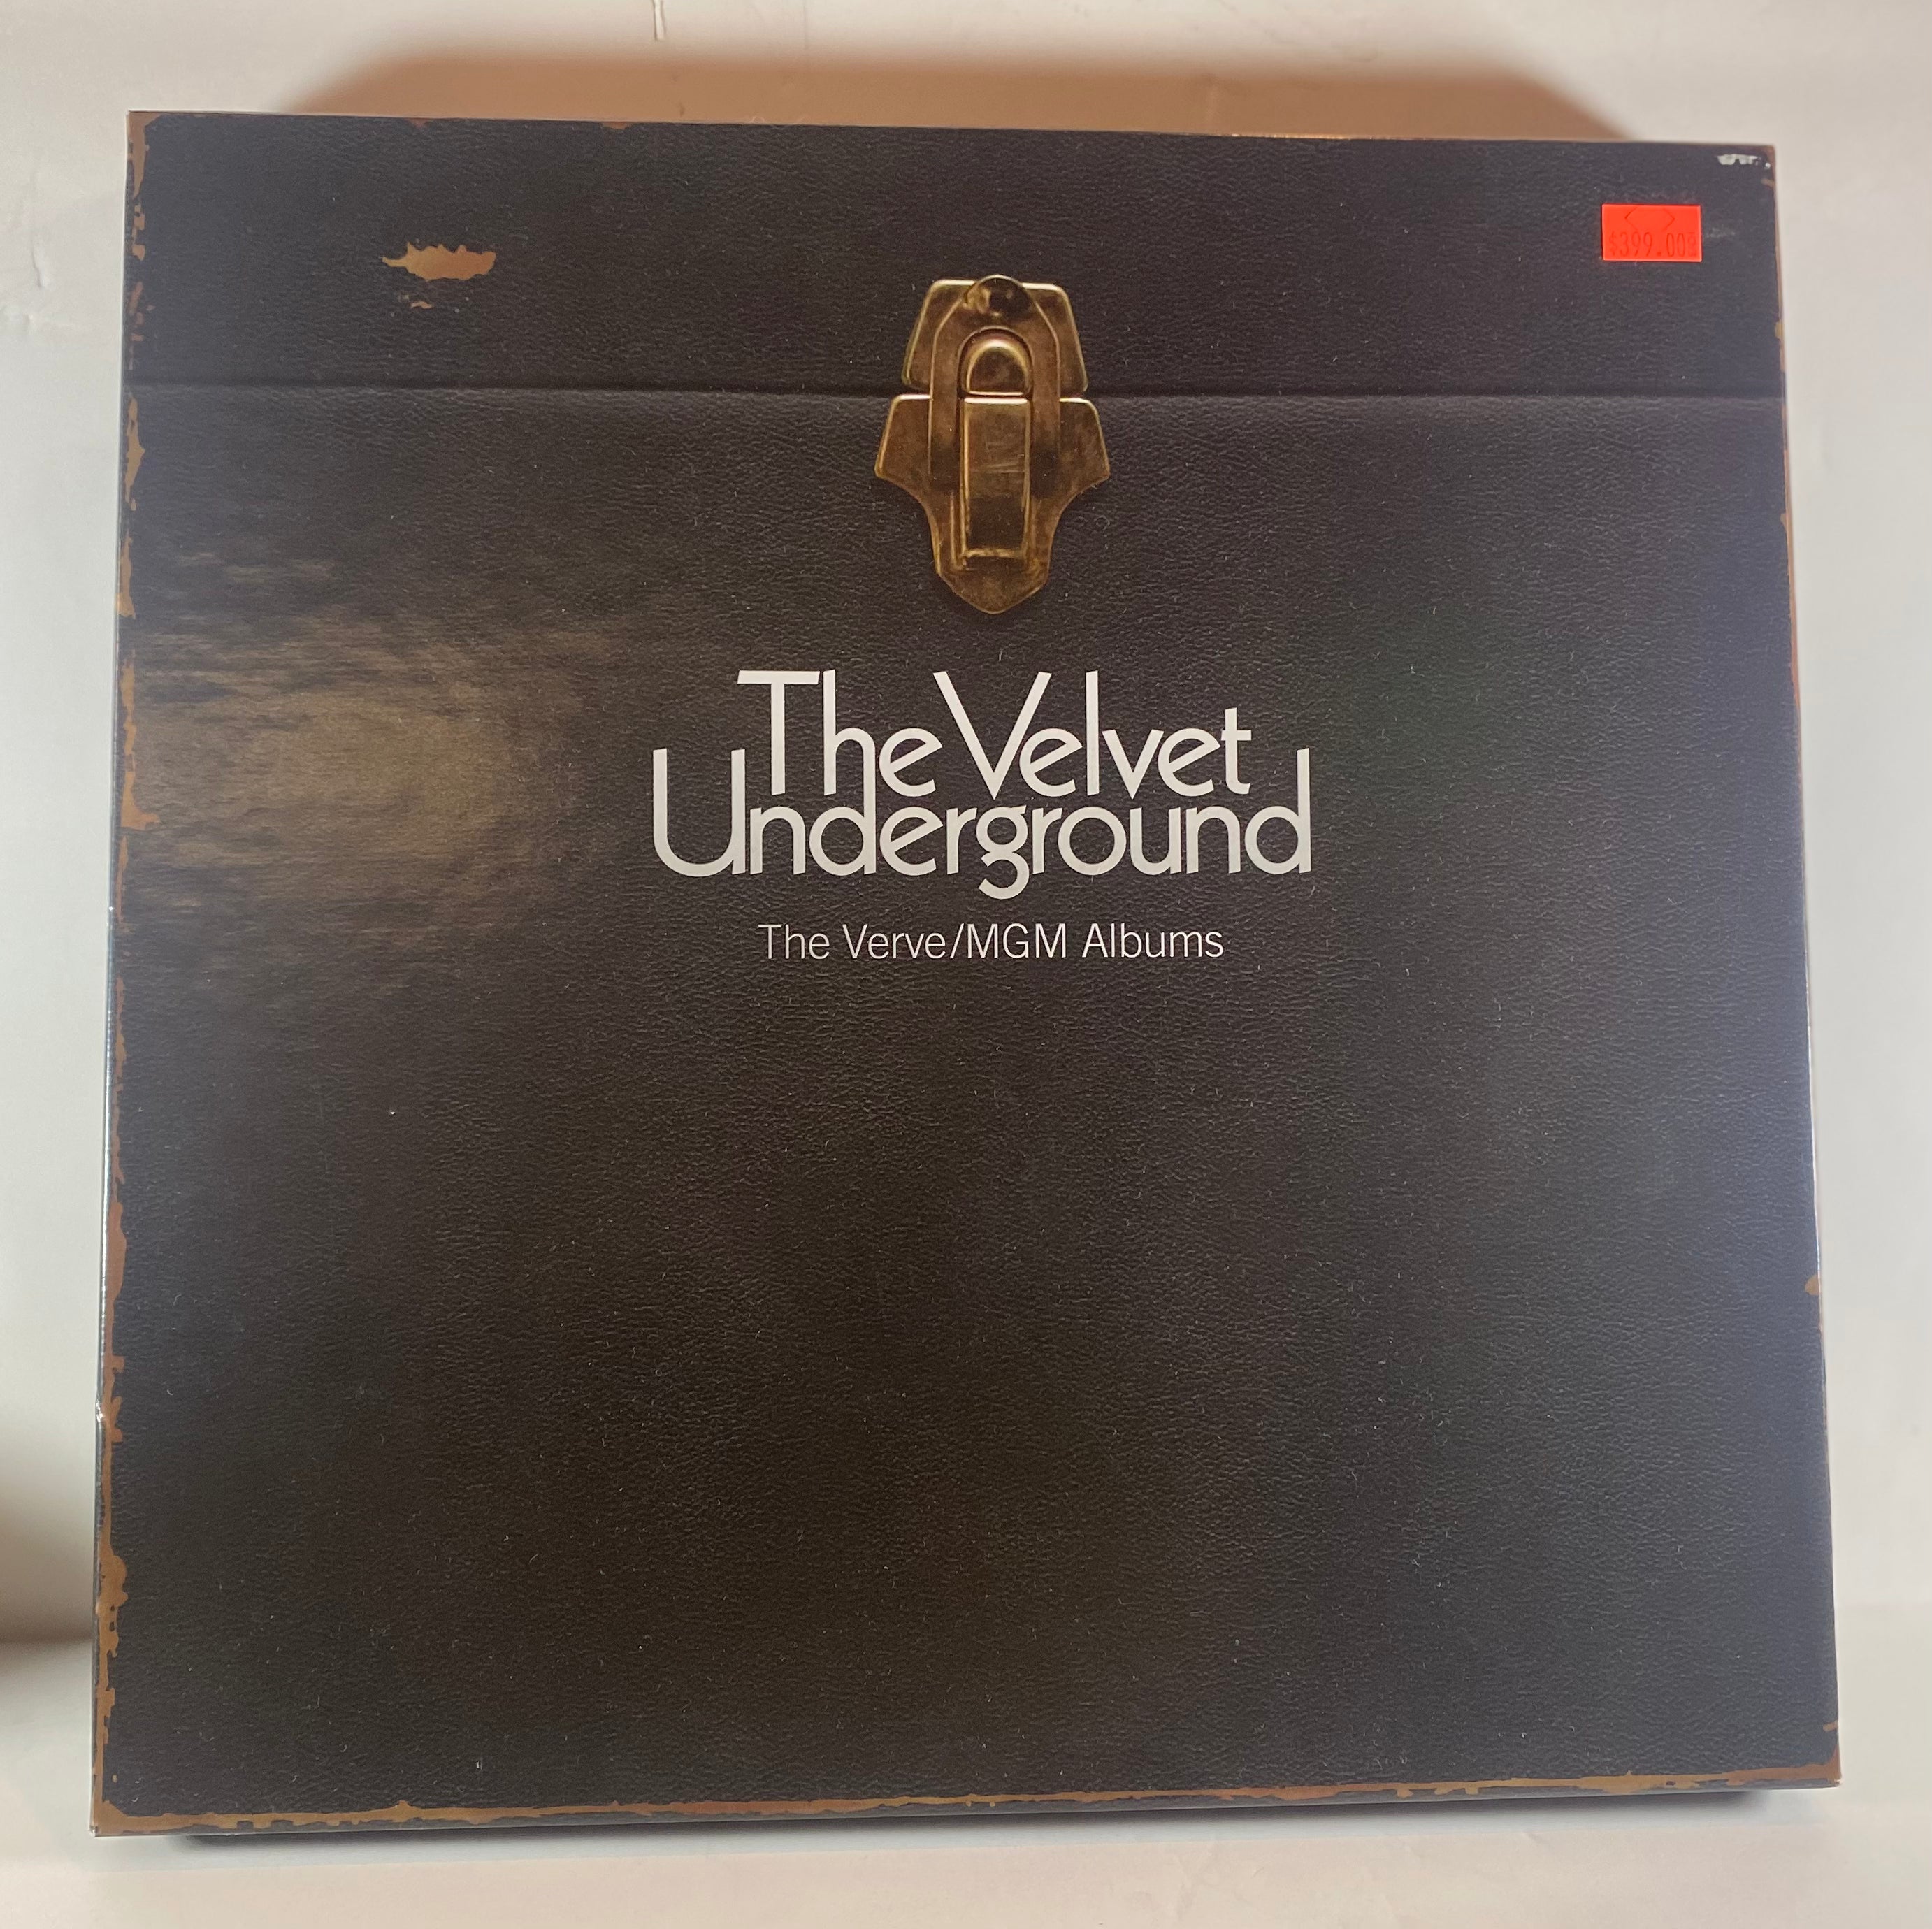 $399.00
The Velvet
Underground
The Verve/MGM Albums